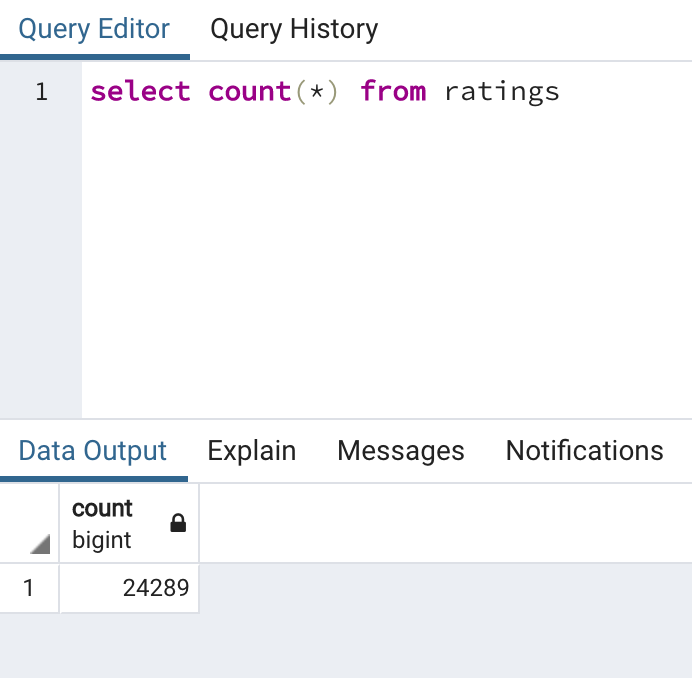 Query Editor Query History
1 select count(*) from ratings
Data Output Explain Messages Notifications
count
bigint
1 24289